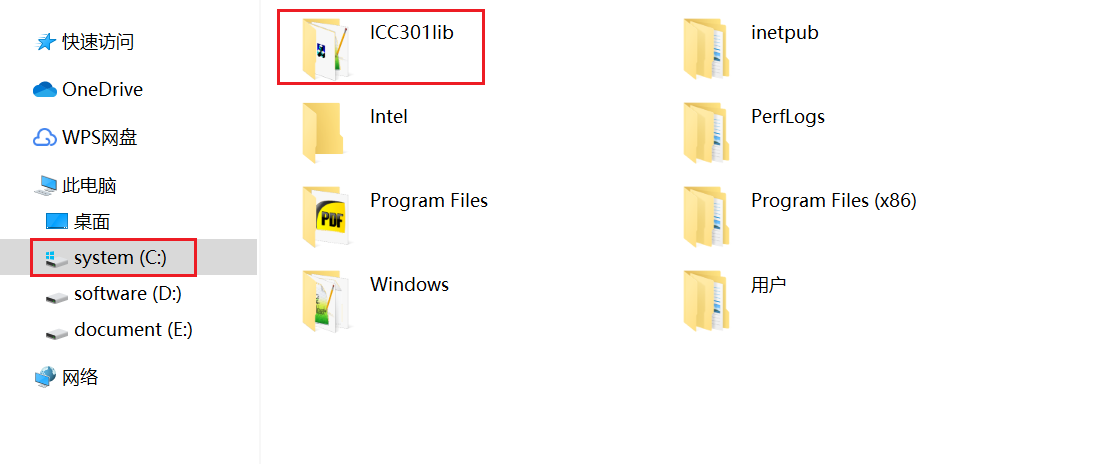 快速访问
OneDrive
WPS网盘
此电脑
桌面
system (C:)
software (D:)
document (E:)
网络
ICC301lib
inetpub
Intel
PerfLogs
Program Files
PDF
Program Files (x86)
Windows
用户